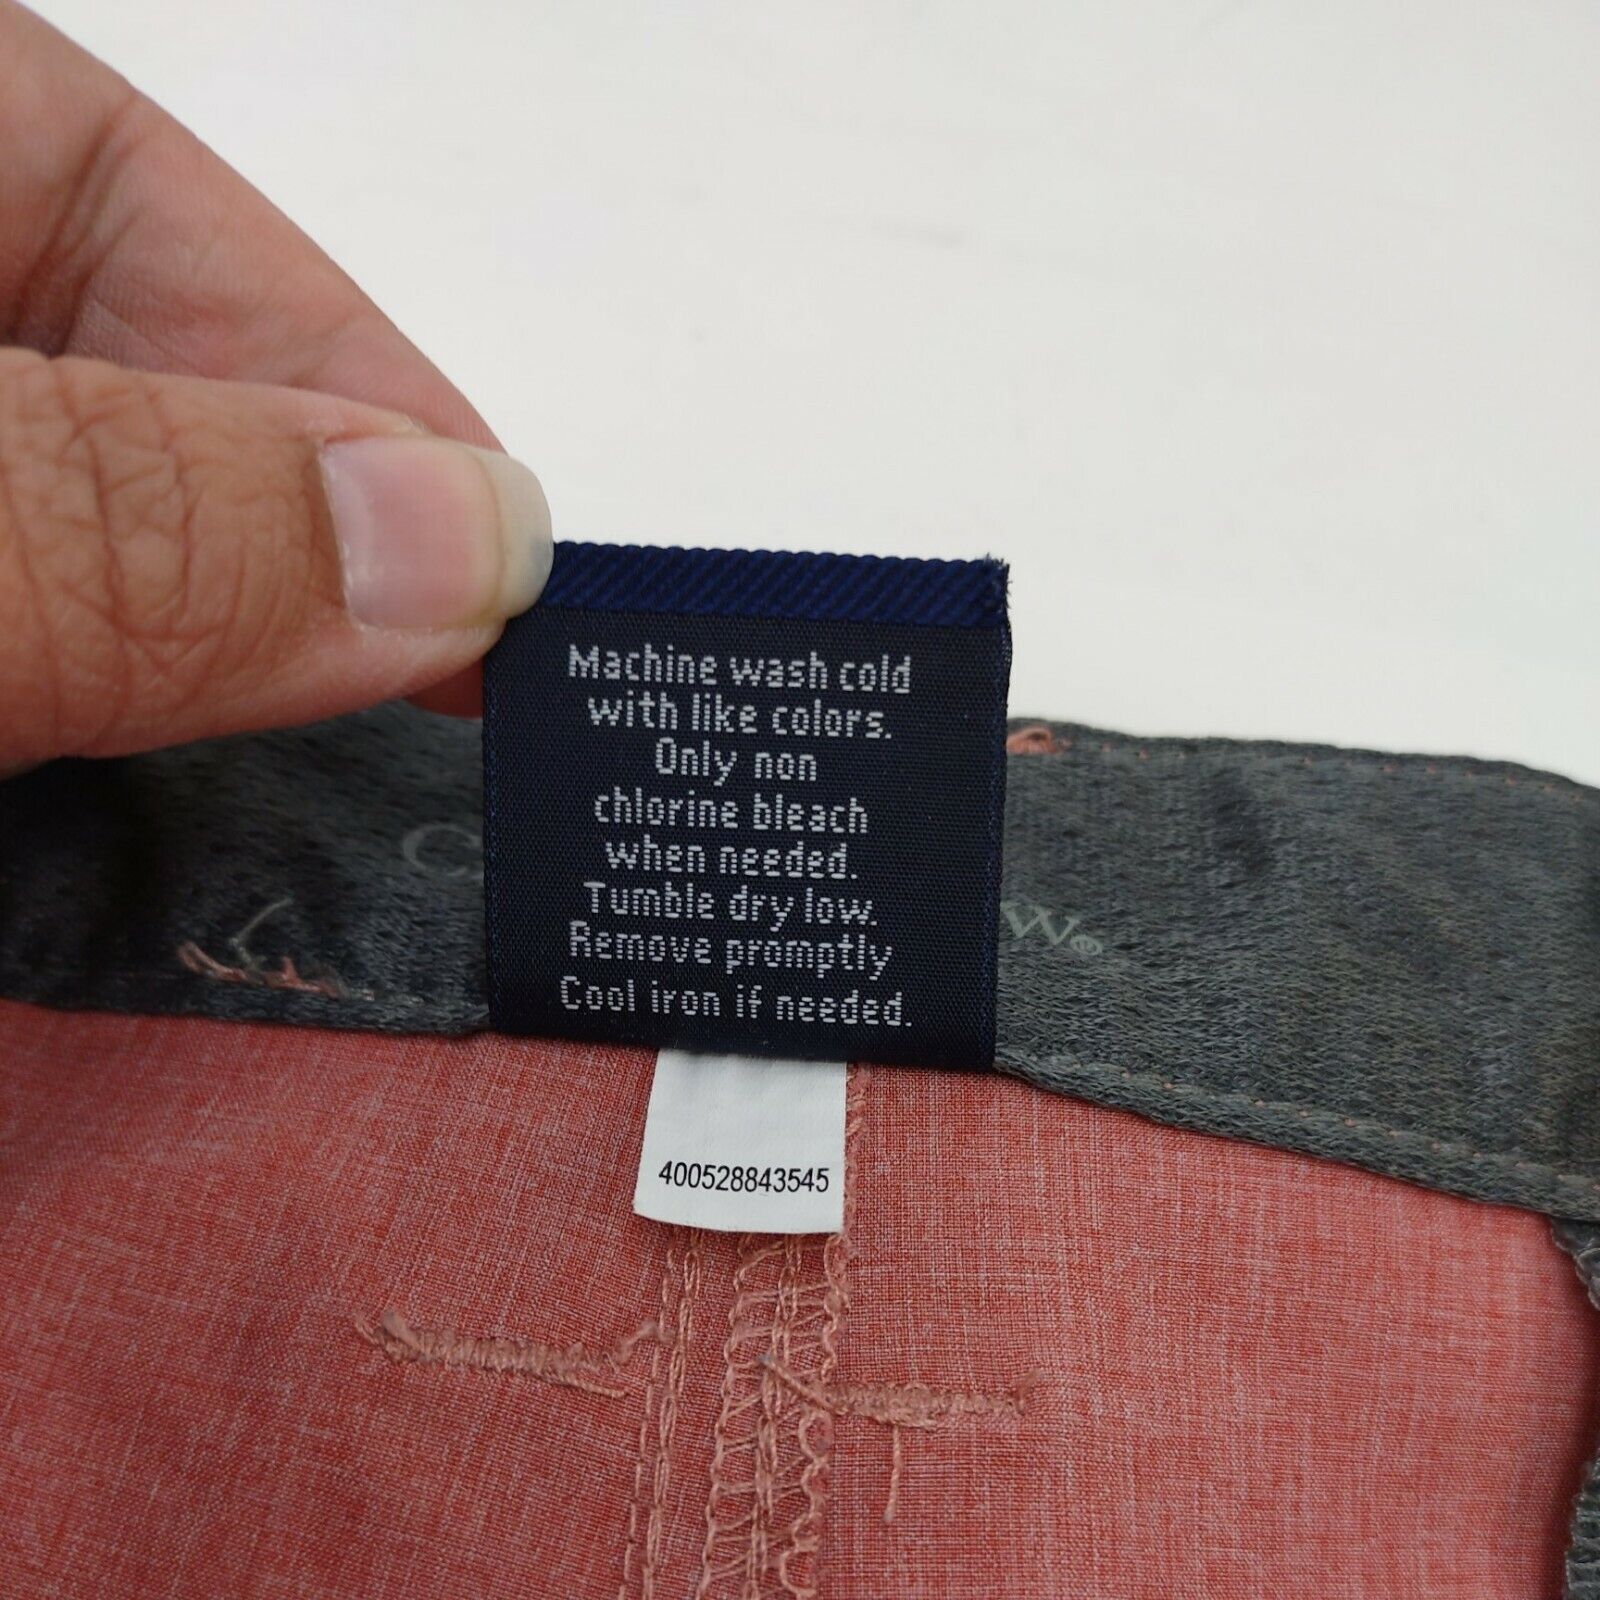 Machine wash cold
with like colors.
Only non
chlorine bleach
when needed.
Tumble dry low.
Remove promptly
Cool iron if needed.
400528843545